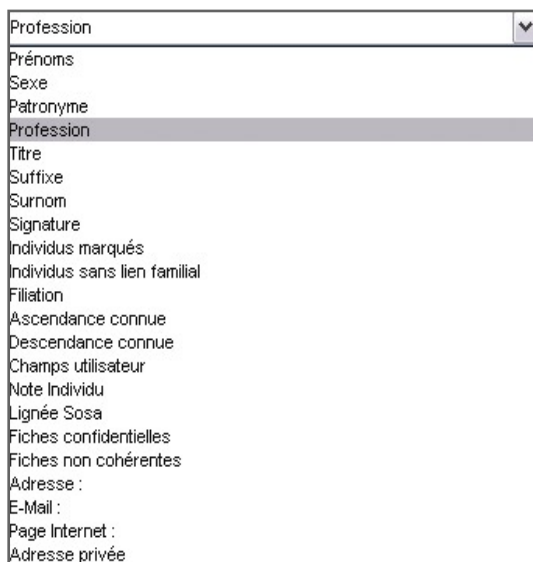 Profession
Prénoms
Sexe
Patronyme
Profession
Titre
Suffixe
Surnom
Signature
Individus marqués
Individus sans lien familial
Filiation
Ascendance connue
Descendance connue
Champs utilisateur
Note Individu
Lignée Sosa
Fiches confidentielles
Fiches non cohérentes
Adresse :
E-Mail :
Page Internet :
Adresse privée